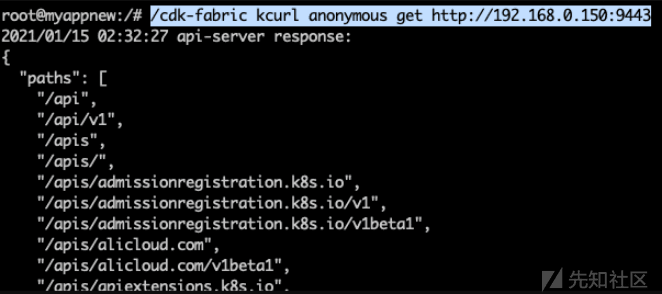 root@myappnew:/# /cdk-fabric kcurl anonymous get http://192.168.0.150:9443
2021/01/15 02:32:27 api-server response:
{
  "paths": [
    "/api",
    "/api/v1",
    "/apis",
    "/apis/",
    "/apis/admissionregistration.k8s.io",
    "/apis/admissionregistration.k8s.io/v1",
    "/apis/admissionregistration.k8s.io/v1beta1",
    "/apis/alicloud.com",
    "/apis/alicloud.com/v1beta1",
    "/apis/apiextensions.k8s.io",
先知社区